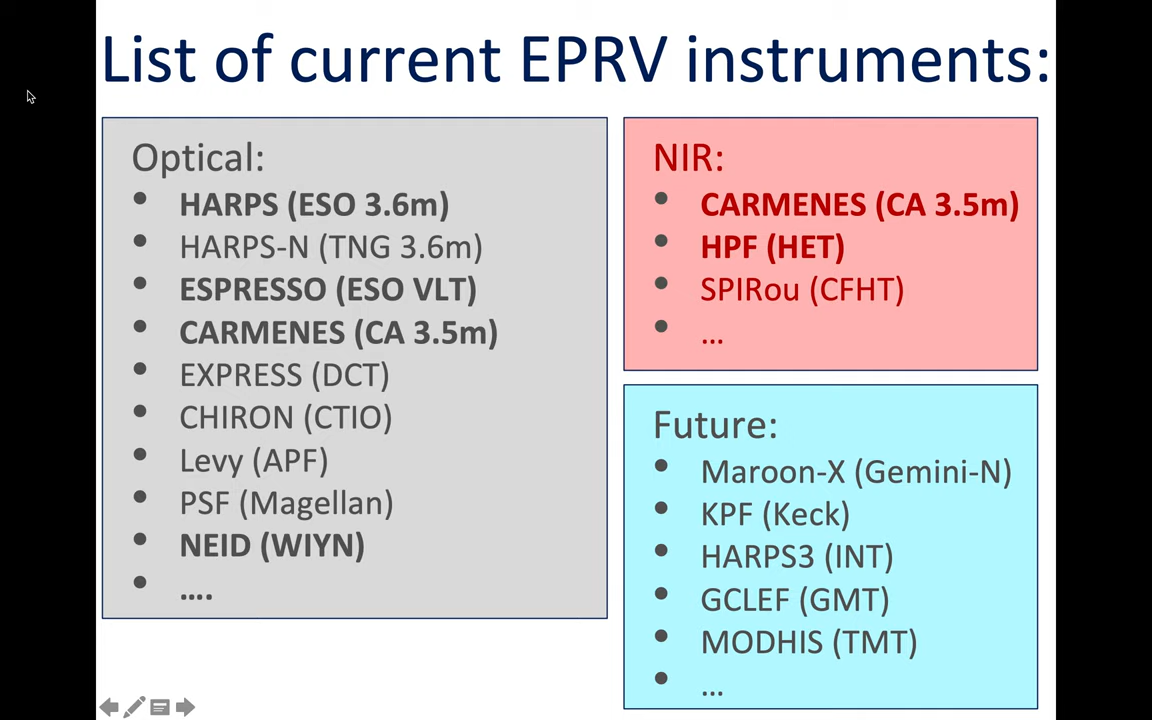 List of current EPRV instruments:
Optical:
• HARPS (ESO 3.6m)
• HARPS-N (TNG 3.6m)
• ESPRESSO (ESO VLT)
• CARMENES (CA 3.5m)
• EXPRESS (DCT)
• CHIRON (CTIO)
• Levy (APF)
• PSF (Magellan)
• NEID (WIYN)
• ....
NIR:
• CARMENES (CA 3.5m)
• HPF (HET)
• SPIRou (CFHT)
• ...
Future:
• Maroon-X (Gemini-N)
• KPF (Keck)
• HARPS3 (INT)
• GCLEF (GMT)
• MODHIS (TMT)
• ...